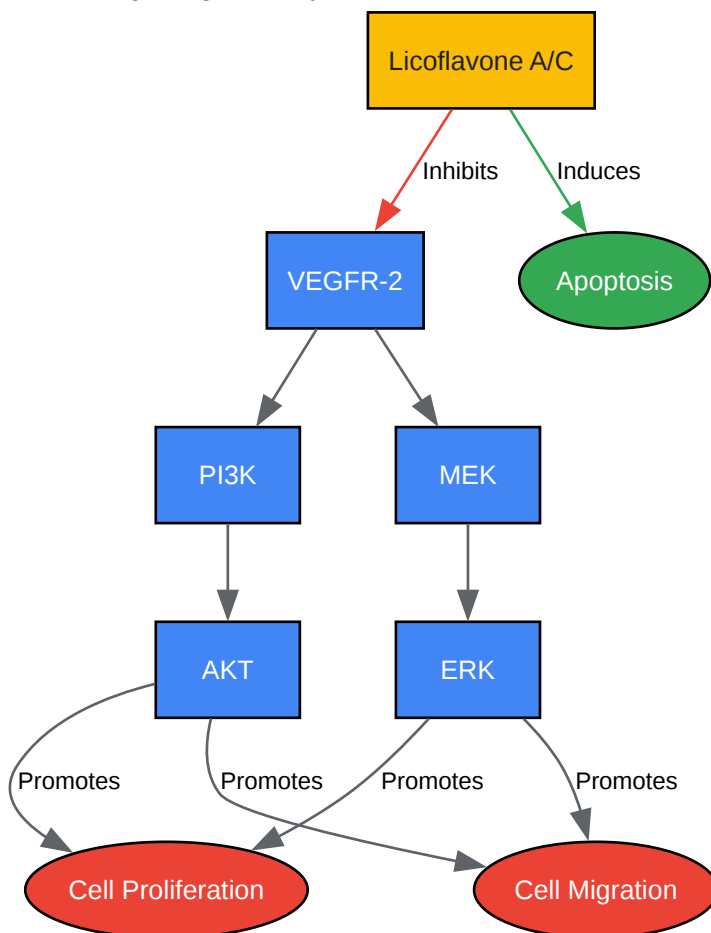 Licoflavone A/C
Inhibits
Induces
VEGFR-2
Apoptosis
PI3K
MEK
AKT
ERK
Promotes
Promotes
Promotes
Promotes
Cell Proliferation
Cell Migration